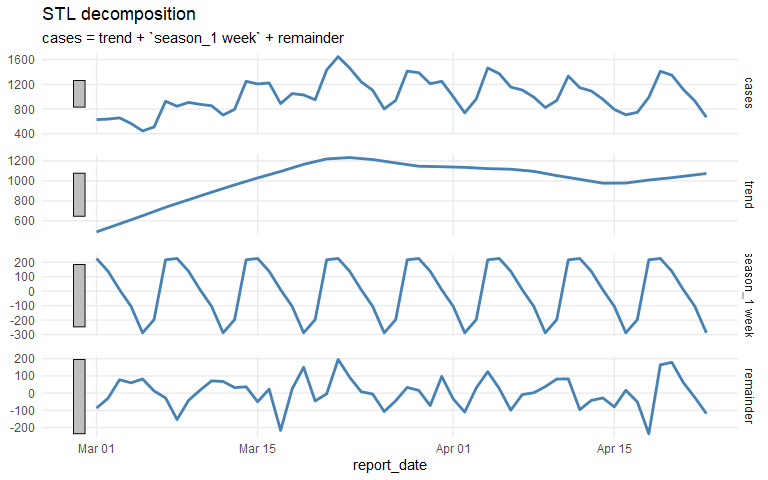 STL decomposition
cases = trend + `season_1 week` + remainder
1600
1200
800
400
cases
1200
1000
800
600
trend
200
100
0
-100
-200
-300
season_1 week
200
100
0
-100
-200
remainder
Mar 01
Mar 15
Apr 01
Apr 15
report_date